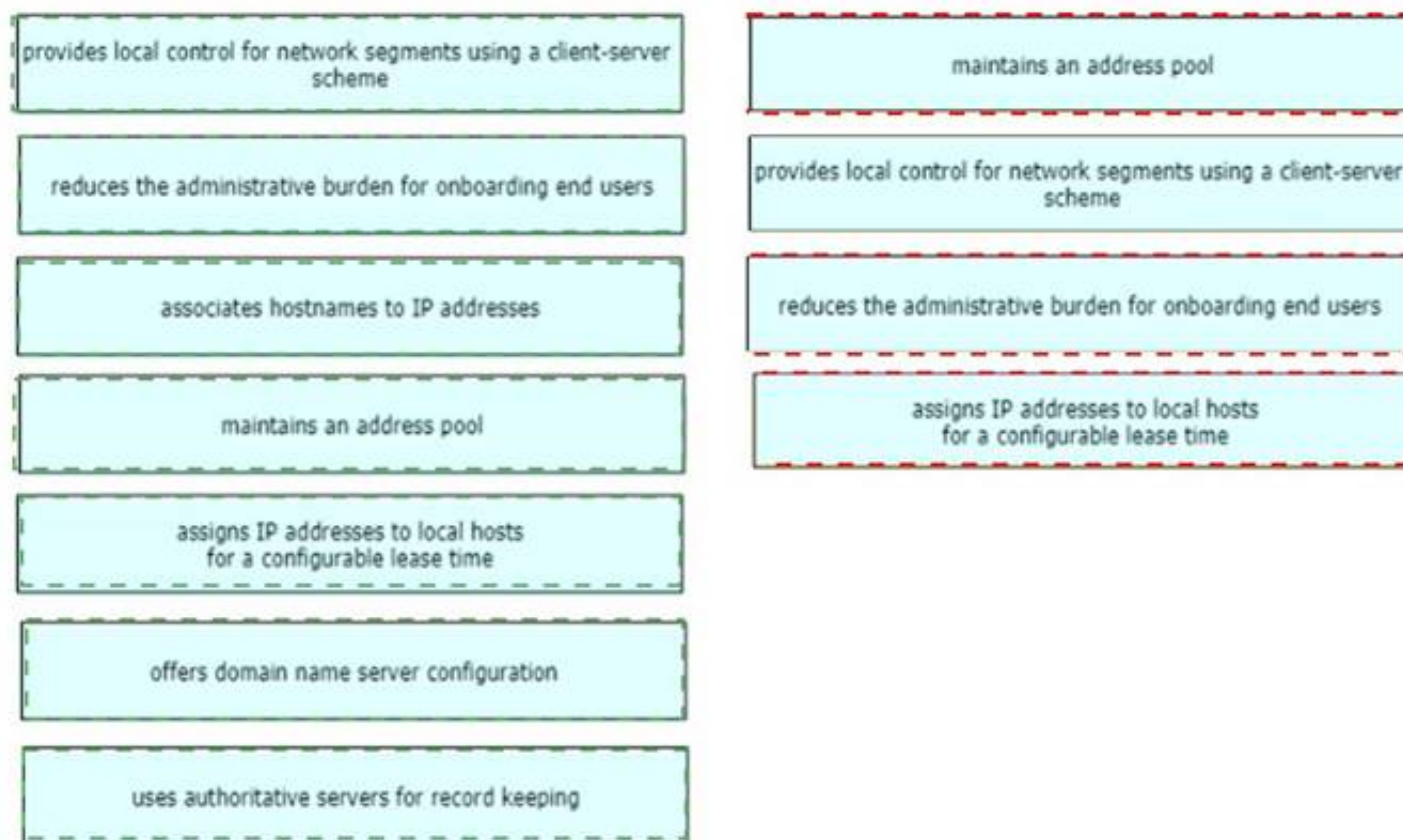 provides local control for network segments using a client-server
scheme
reduces the administrative burden for onboarding end users
associates hostnames to IP addresses
maintains an address pool
assigns IP addresses to local hosts
for a configurable lease time
offers domain name server configuration
uses authoritative servers for record keeping
maintains an address pool
provides local control for network segments using a client-server
scheme
reduces the administrative burden for onboarding end users
assigns IP addresses to local hosts
for a configurable lease time